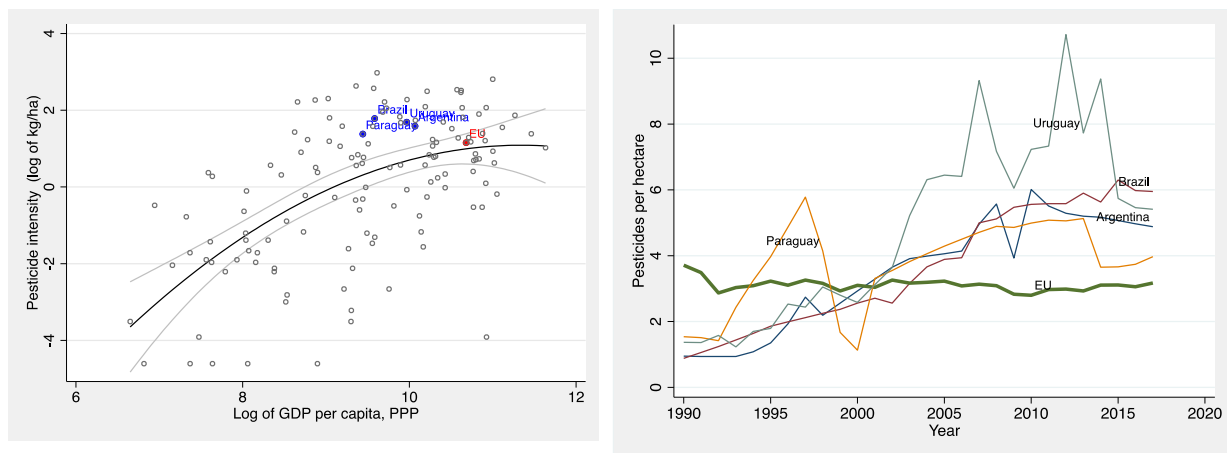 Pesticide intensity (log of kg/ha)
4
2
0
-2
-4
Brazil
Uruguay
Argentina
Paraguay
EU
6
8
10
12
Log of GDP per capita, PPP
Pesticides per hectare
10
8
6
4
2
0
Uruguay
Brazil
Argentina
Paraguay
EU
1990
1995
2000
2005
2010
2015
2020
Year